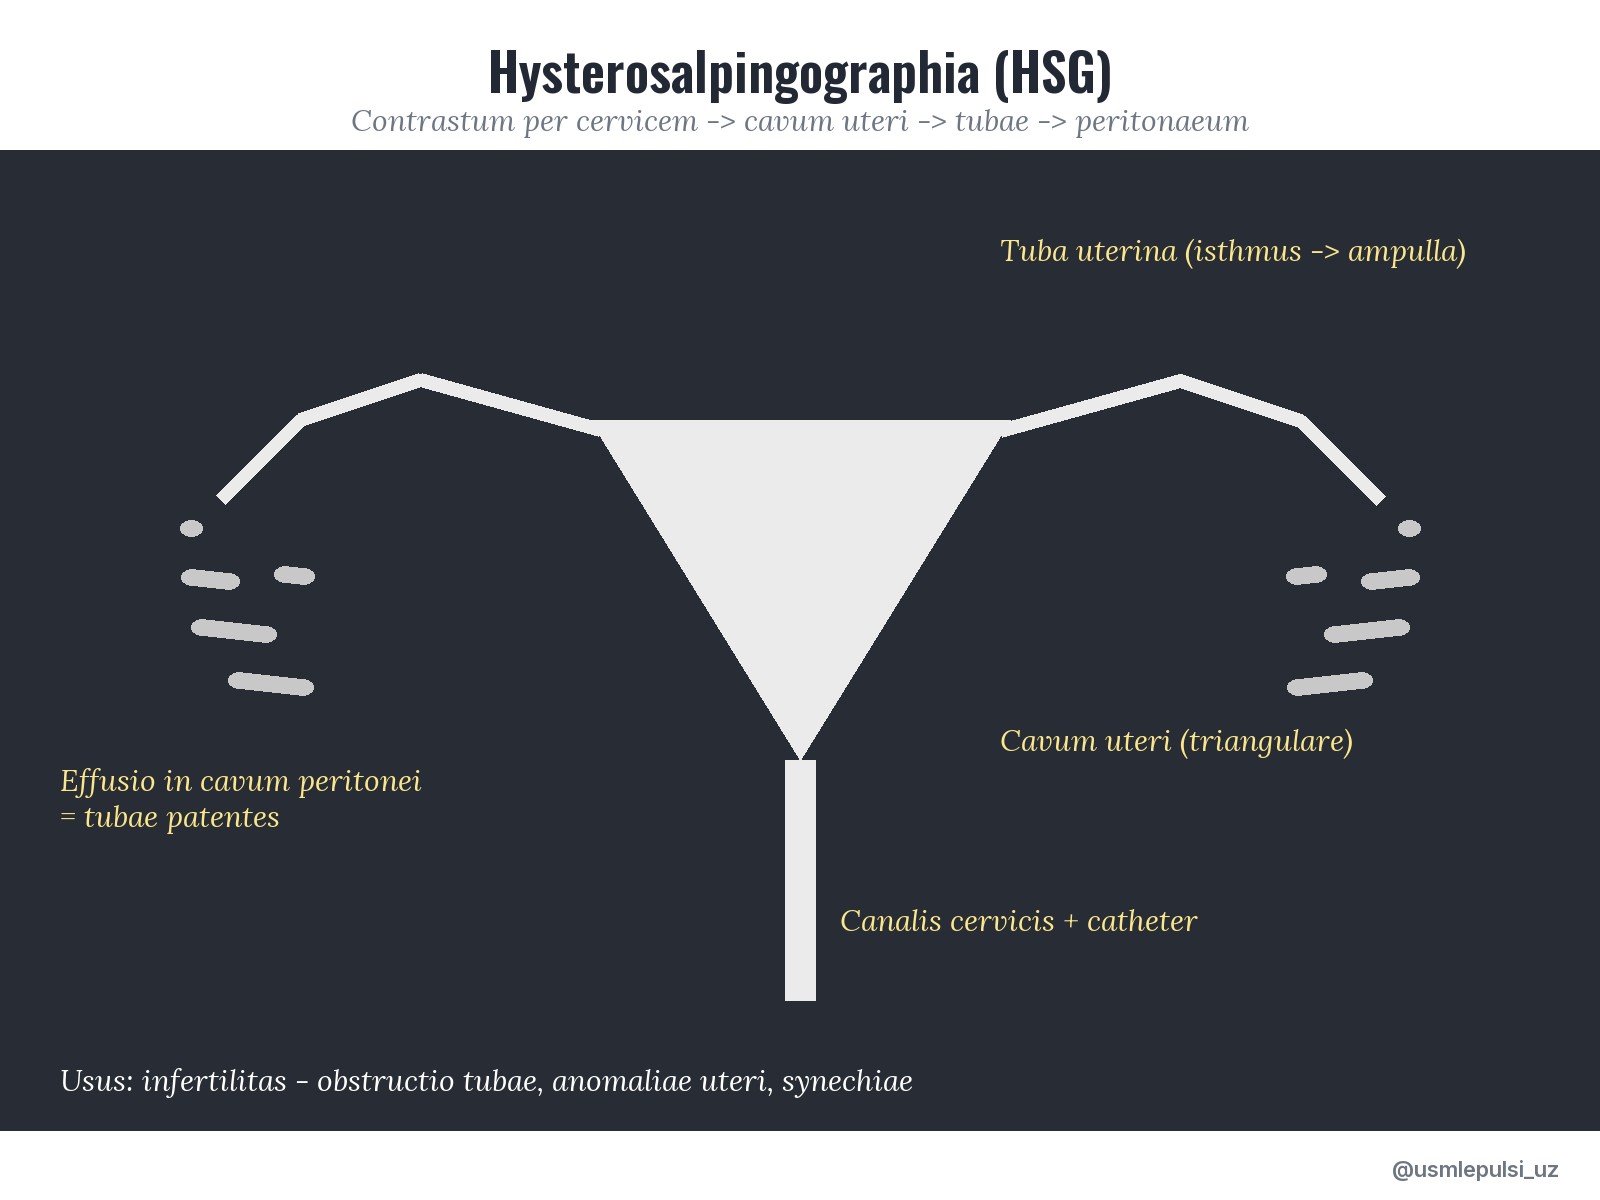 Hysterosalpingographia (HSG)
Contrastum per cervicem -> cavum uteri -> tubae -> peritonaeum
Tuba uterina (isthmus -> ampulla)
Cavum uteri (triangulare)
Effusio in cavum peritonei
= tubae patentes
Canalis cervicis + catheter
Usus: infertilitas - obstructio tubae, anomaliae uteri, synechiae
@usmlepulsi_uz